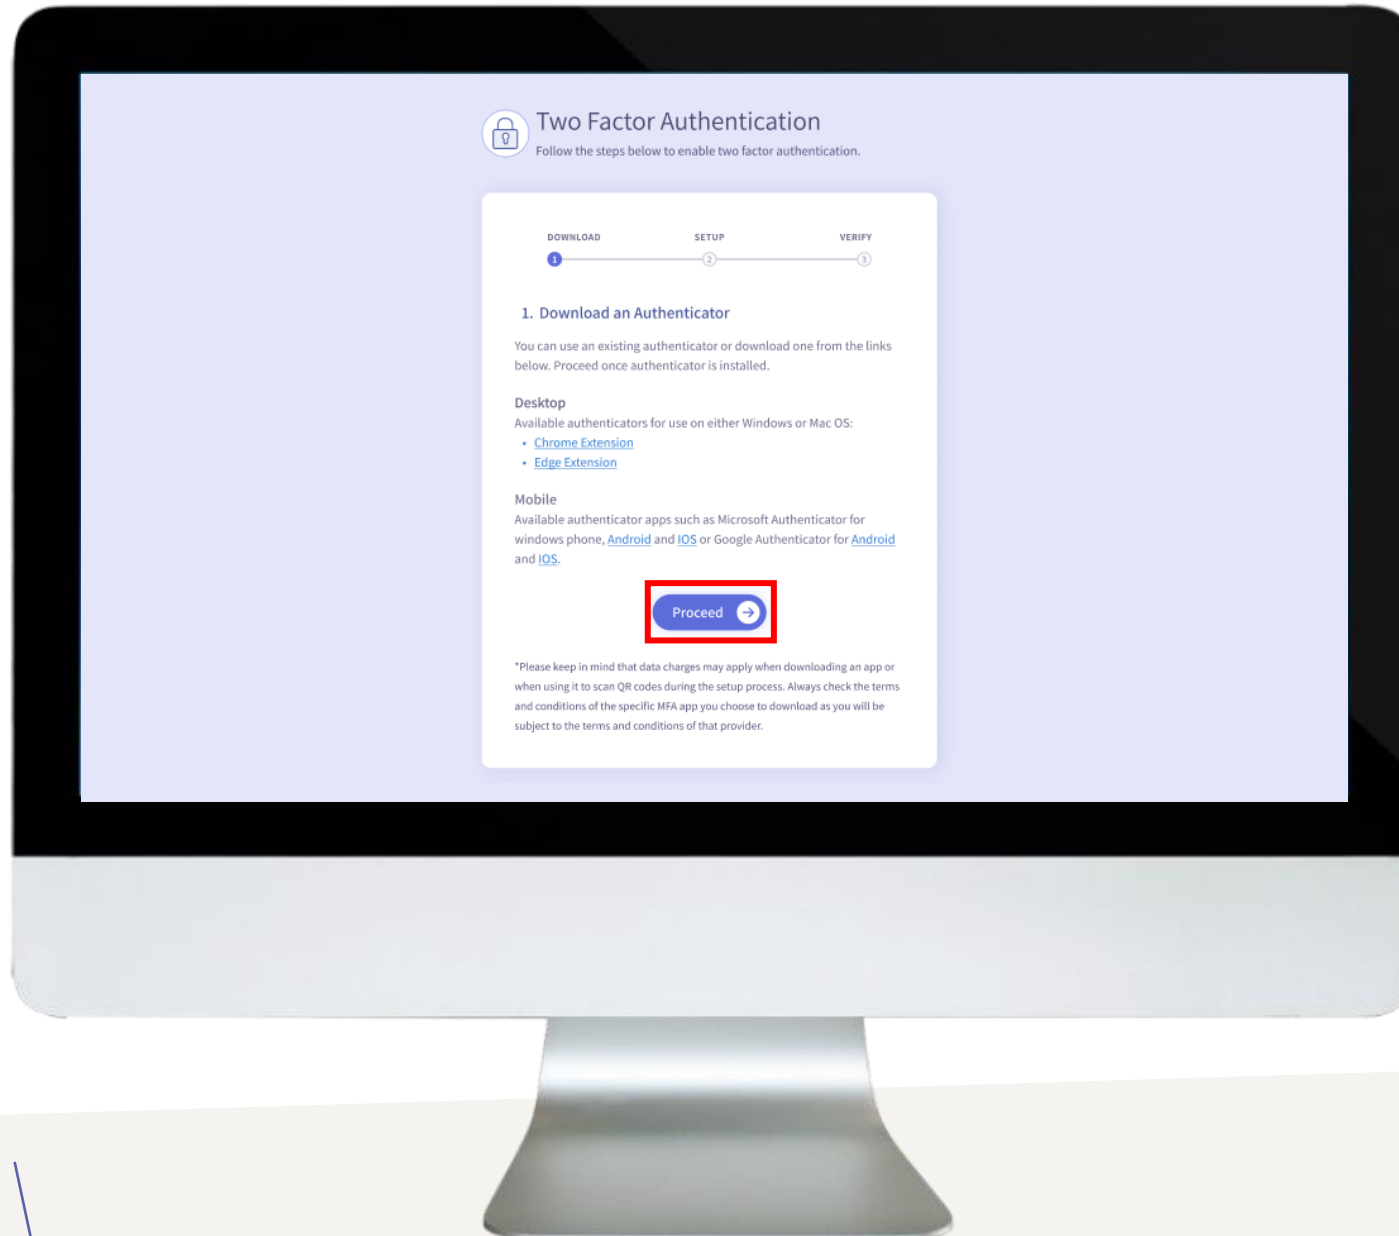 Two Factor Authentication
Follow the steps below to enable two factor authentication.
DOWNLOAD SETUP VERIFY
1 2 3
1. Download an Authenticator
You can use an existing authenticator or download one from the links
below. Proceed once authenticator is installed.
Desktop
Available authenticators for use on either Windows or Mac OS:
• Chrome Extension
• Edge Extension
Mobile
Available authenticator apps such as Microsoft Authenticator for
windows phone, Android and IOS or Google Authenticator for Android
and IOS.
Proceed
*Please keep in mind that data charges may apply when downloading an app or
when using it to scan QR codes during the setup process. Always check the terms
and conditions of the specific MFA app you choose to download as you will be
subject to the terms and conditions of that provider.